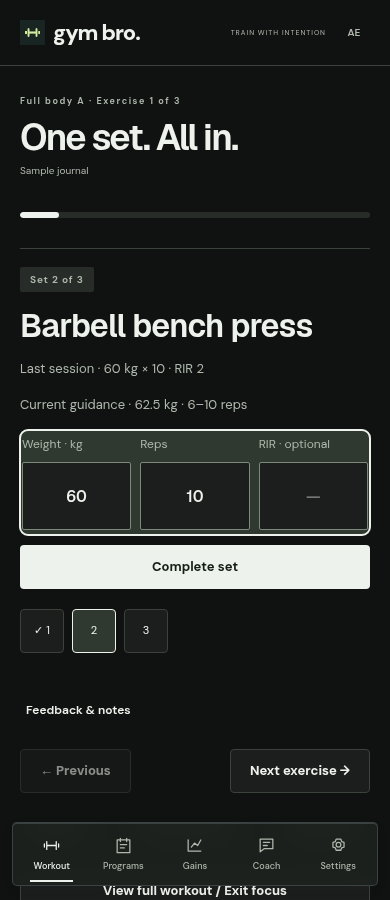 gym bro.
TRAIN WITH INTENTION
AE
Full body A · Exercise 1 of 3
One set. All in.
Sample journal
Set 2 of 3
Barbell bench press
Last session · 60 kg × 10 · RIR 2
Current guidance · 62.5 kg · 6–10 reps
Weight · kg Reps RIR · optional
60 10 —
Complete set
✓ 1 2 3
Feedback & notes
← Previous Next exercise →
Workout Programs Gains Coach Settings
View full workout / Exit focus